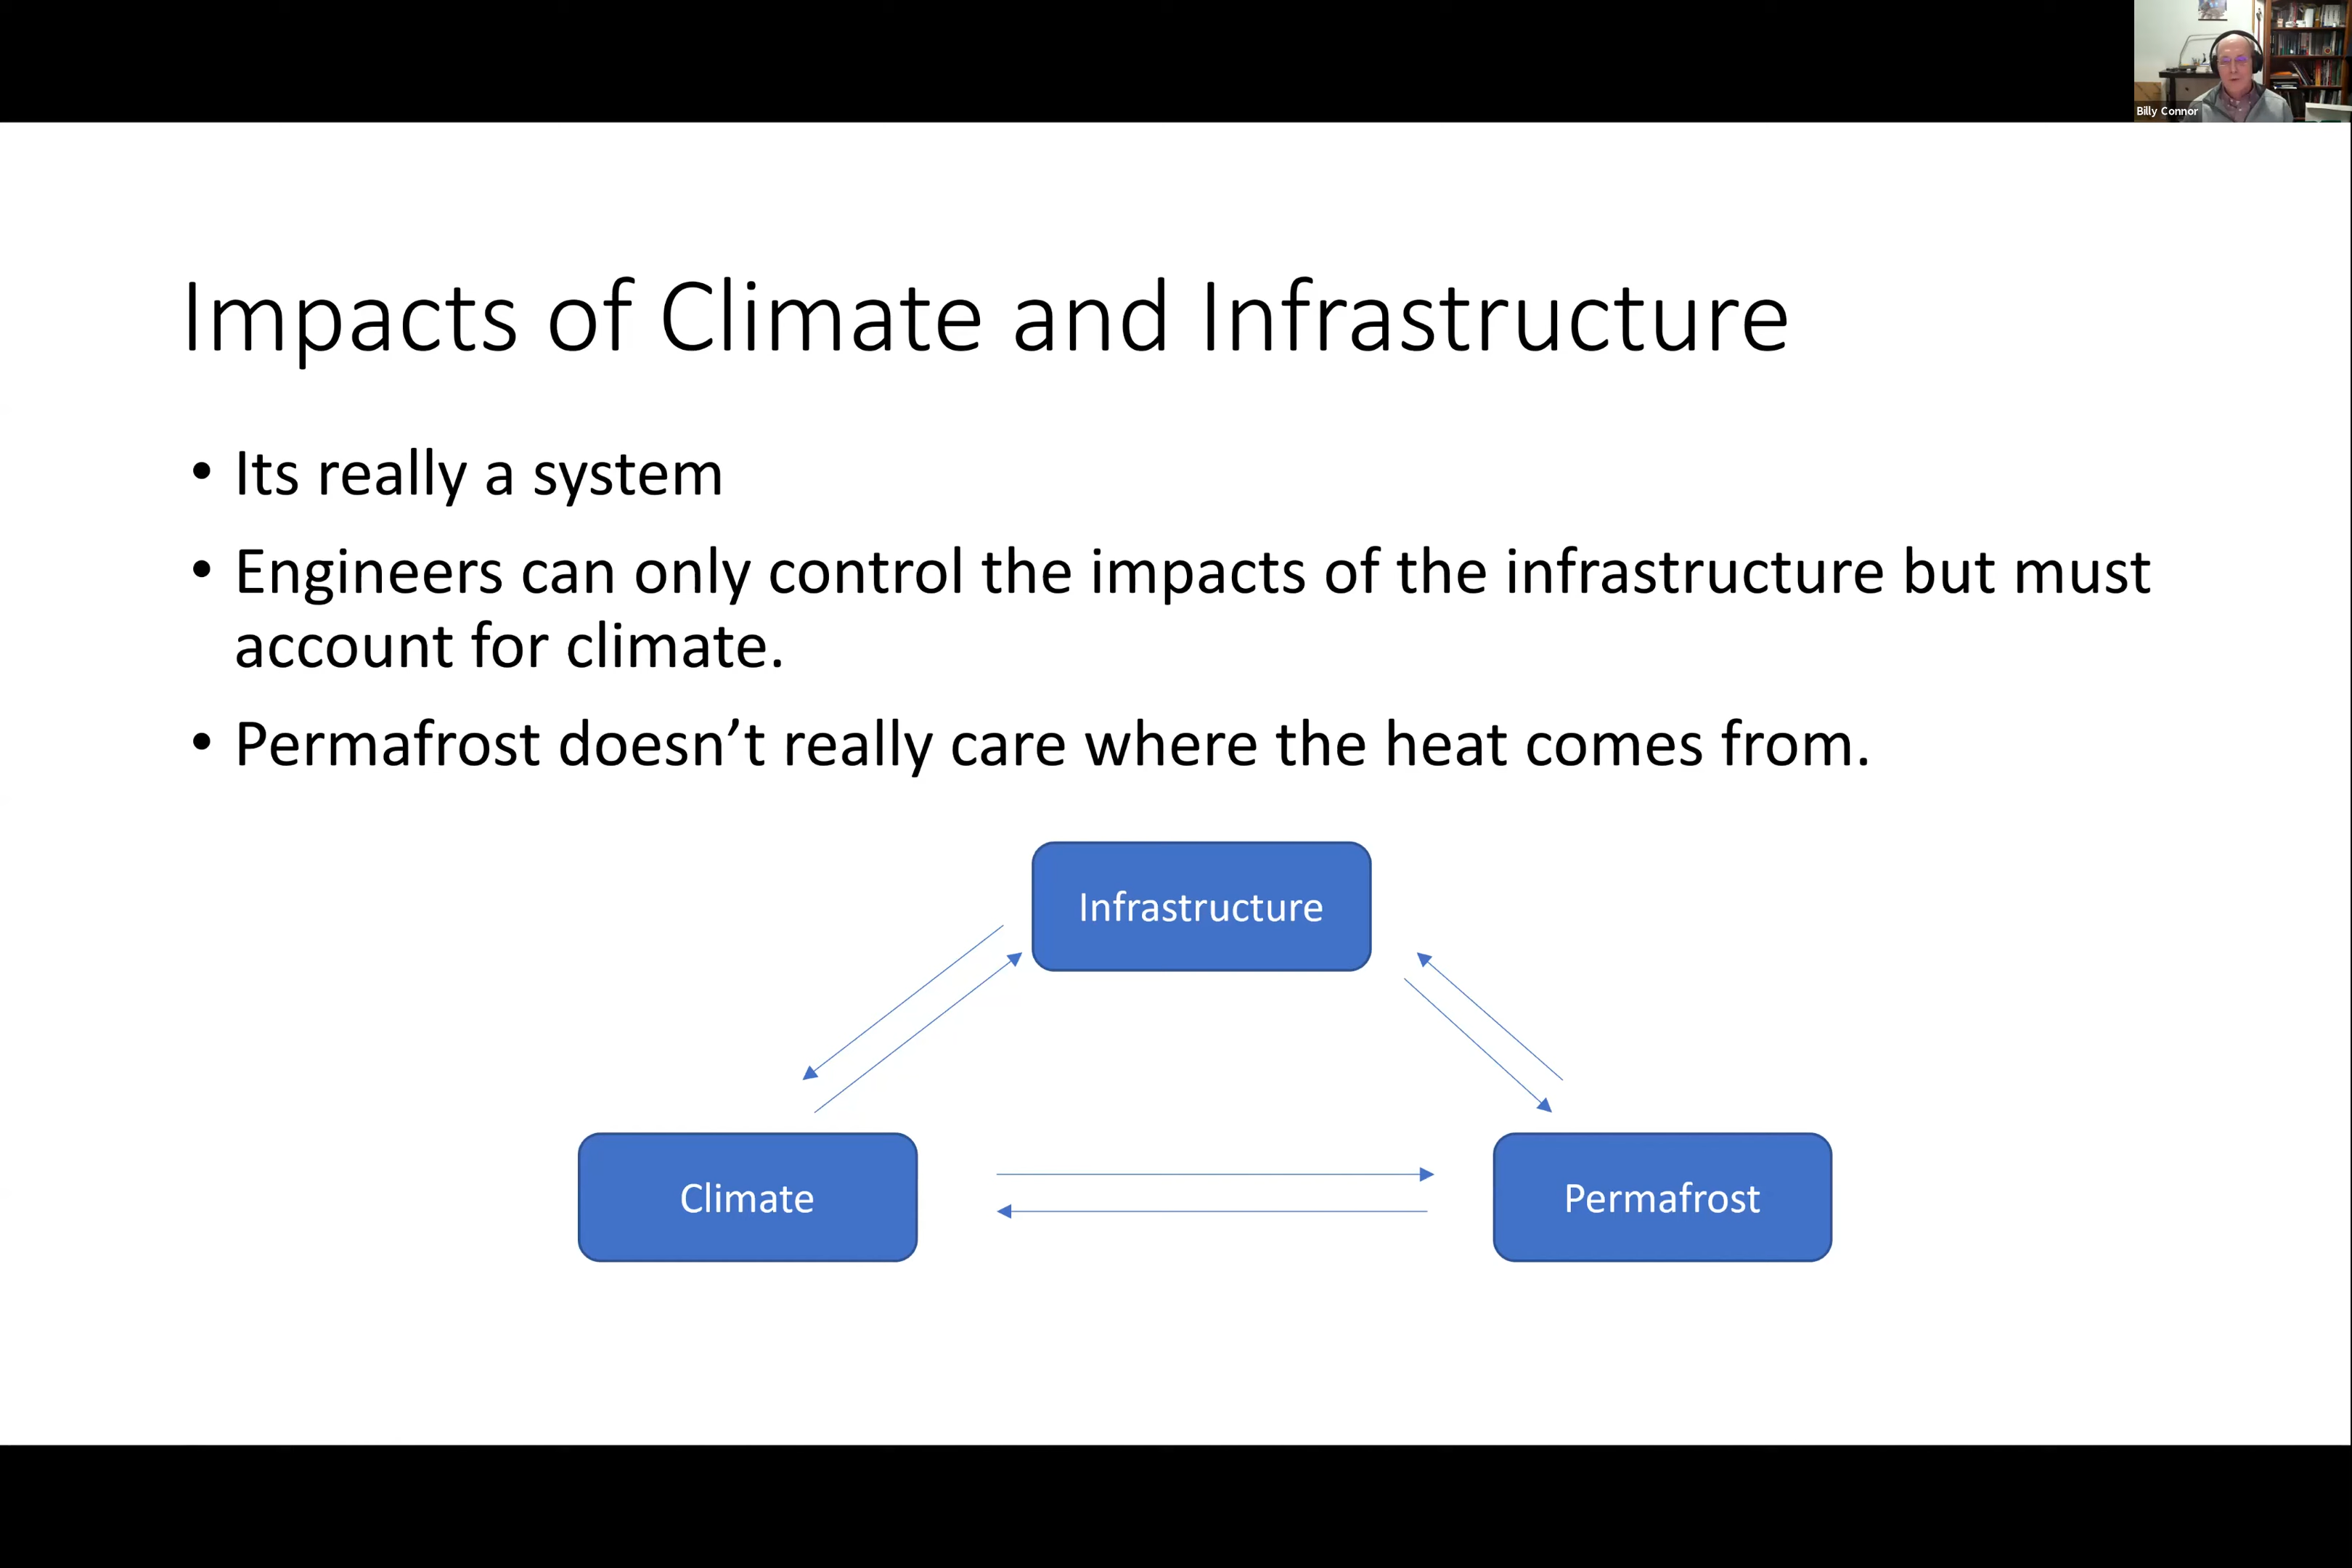 Billy Connor
Impacts of Climate and Infrastructure
• Its really a system
• Engineers can only control the impacts of the infrastructure but must
account for climate.
• Permafrost doesn’t really care where the heat comes from.
Infrastructure
Climate
Permafrost